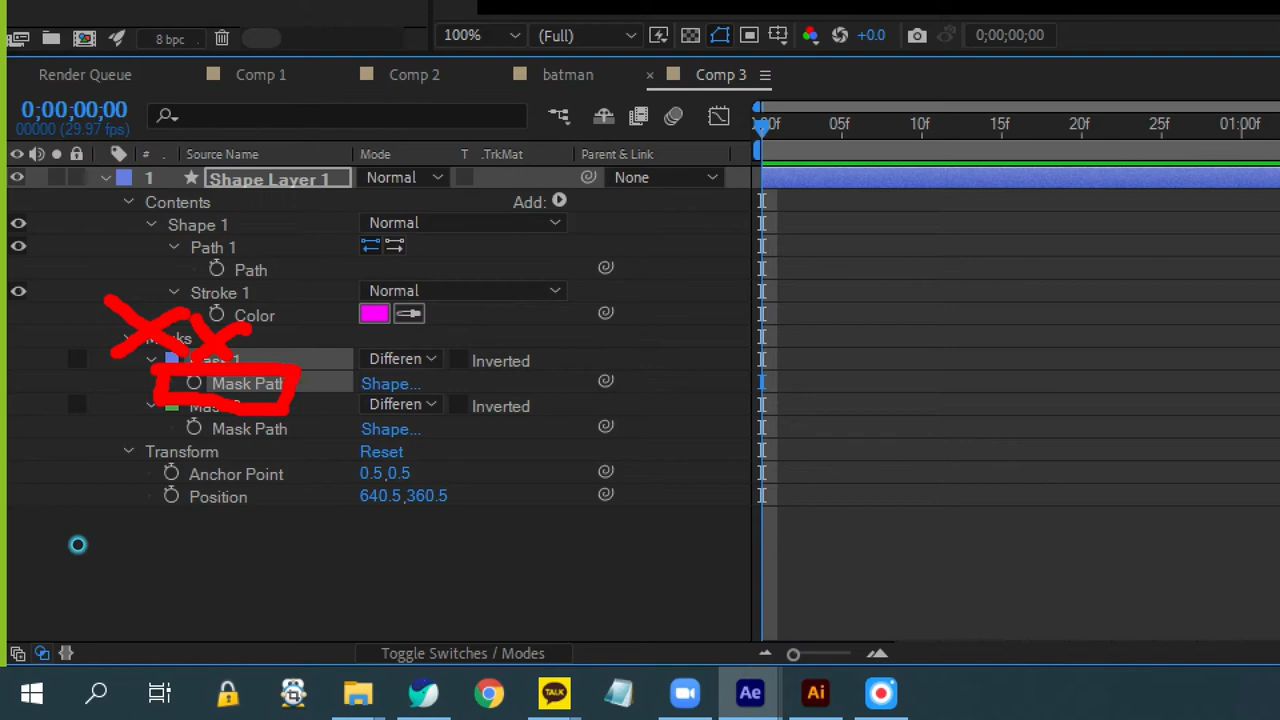 8 bpc
100%
(Full)
+0.0
0;00;00;00
Render Queue
Comp 1
Comp 2
batman
×
Comp 3
0;00;00;00
00000 (29.97 fps)
:00f
05f
10f
15f
20f
25f
01:00f
#
Source Name
Mode
T
.TrkMat
Parent & Link
1
Shape Layer 1
Normal
None
Contents
Add:
Shape 1
Normal
Path 1
Path
Stroke 1
Normal
Color
Differen
Inverted
Mask Path
Shape...
Differen
Inverted
Mask Path
Shape...
Transform
Reset
Anchor Point
0.5,0.5
Position
640.5,360.5
Toggle Switches / Modes
TALK
Ae
Ai